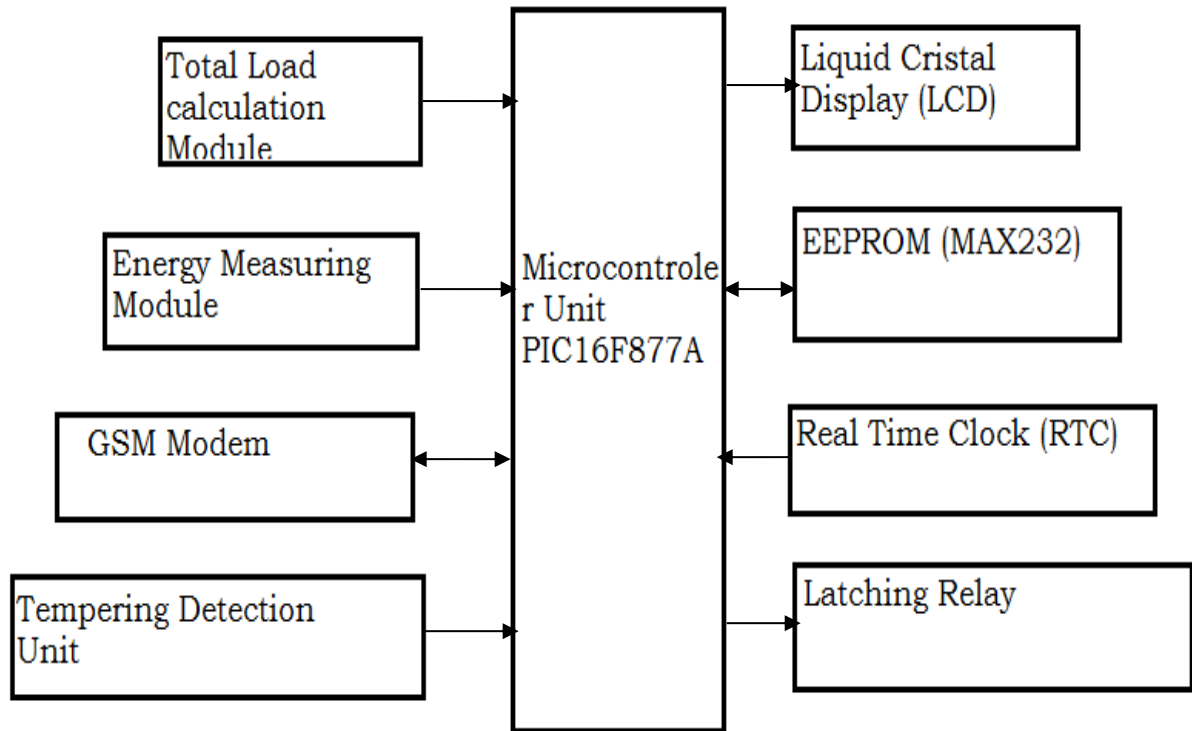 Total Load
calculation
Module
Energy Measuring
Module
GSM Modem
Tempering Detection
Unit
Microcontrole
r Unit
PIC16F877A
Liquid Cristal
Display (LCD)
EEPROM (MAX232)
Real Time Clock (RTC)
Latching Relay